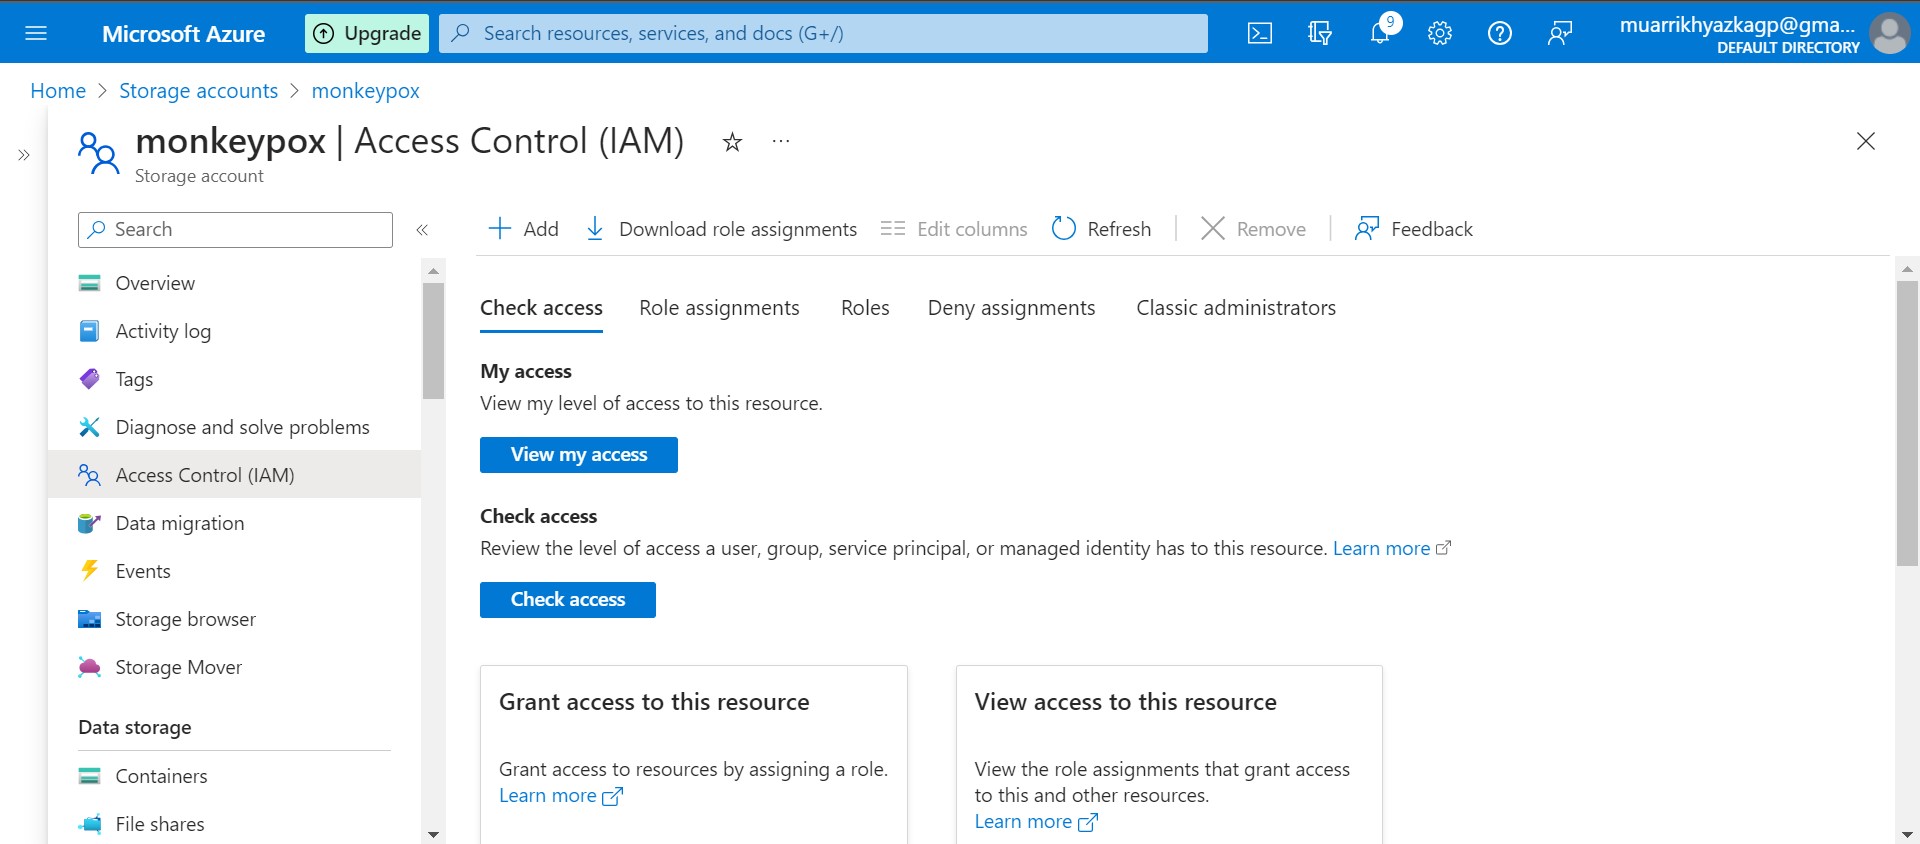 Microsoft Azure
Upgrade
Search resources, services, and docs (G+/)
9
muarrikhyazkagp@gma...
DEFAULT DIRECTORY
Home > Storage accounts > monkeypox
monkeypox | Access Control (IAM)
Storage account
Search
Add
Download role assignments
Edit columns
Refresh
Remove
Feedback
Overview
Activity log
Tags
Diagnose and solve problems
Access Control (IAM)
Data migration
Events
Storage browser
Storage Mover
Data storage
Containers
File shares
Check access
Role assignments
Roles
Deny assignments
Classic administrators
My access
View my level of access to this resource.
View my access
Check access
Review the level of access a user, group, service principal, or managed identity has to this resource. Learn more
Check access
Grant access to this resource
Grant access to resources by assigning a role.
Learn more
View access to this resource
View the role assignments that grant access
to this and other resources.
Learn more